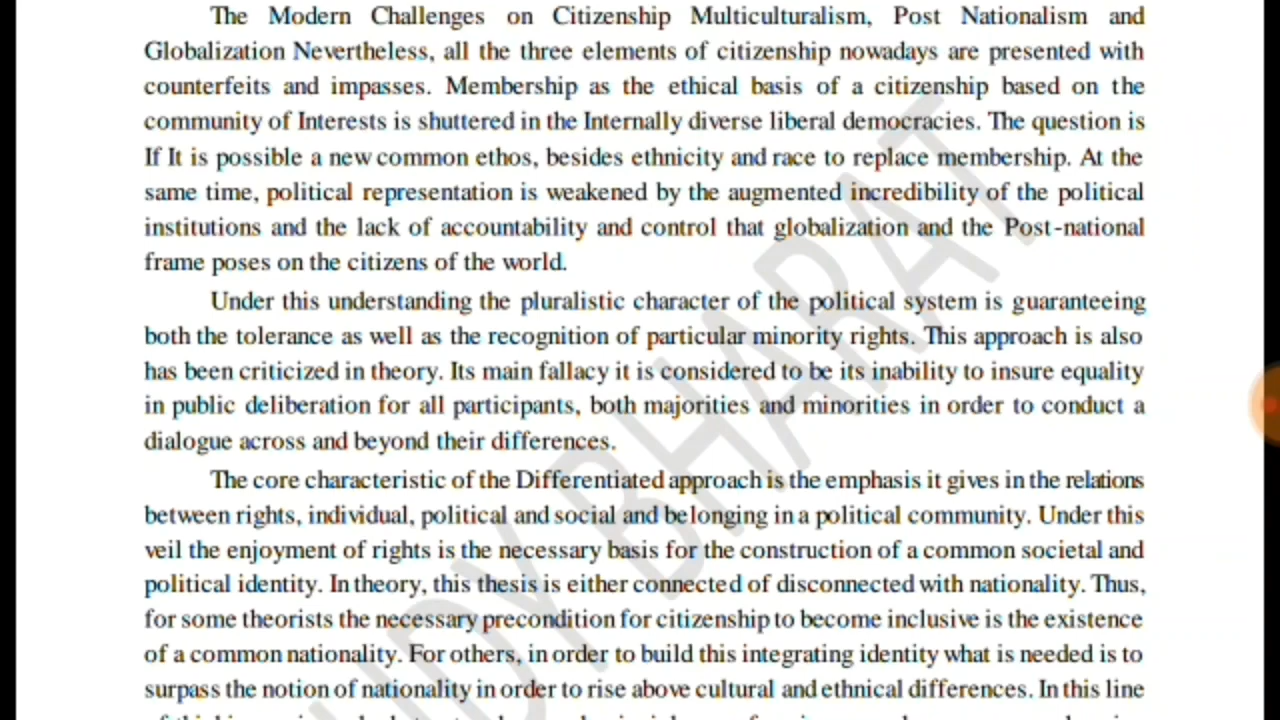 The Modern Challenges on Citizenship Multiculturalism, Post Nationalism and
Globalization Nevertheless, all the three elements of citizenship nowadays are presented with
counterfeits and impasses. Membership as the ethical basis of a citizenship based on the
community of Interests is shuttered in the Internally diverse liberal democracies. The question is
If It is possible a new common ethos, besides ethnicity and race to replace membership. At the
same time, political representation is weakened by the augmented incredibility of the political
institutions and the lack of accountability and control that globalization and the Post-national
frame poses on the citizens of the world.
Under this understanding the pluralistic character of the political system is guaranteeing
both the tolerance as well as the recognition of particular minority rights. This approach is also
has been criticized in theory. Its main fallacy it is considered to be its inability to insure equality
in public deliberation for all participants, both majorities and minorities in order to conduct a
dialogue across and beyond their differences.
The core characteristic of the Differentiated approach is the emphasis it gives in the relations
between rights, individual, political and social and belonging in a political community. Under this
veil the enjoyment of rights is the necessary basis for the construction of a common societal and
political identity. In theory, this thesis is either connected of disconnected with nationality. Thus,
for some theorists the necessary precondition for citizenship to become inclusive is the existence
of a common nationality. For others, in order to build this integrating identity what is needed is to
surpass the notion of nationality in order to rise above cultural and ethnical differences. In this line
UDY BHARAT